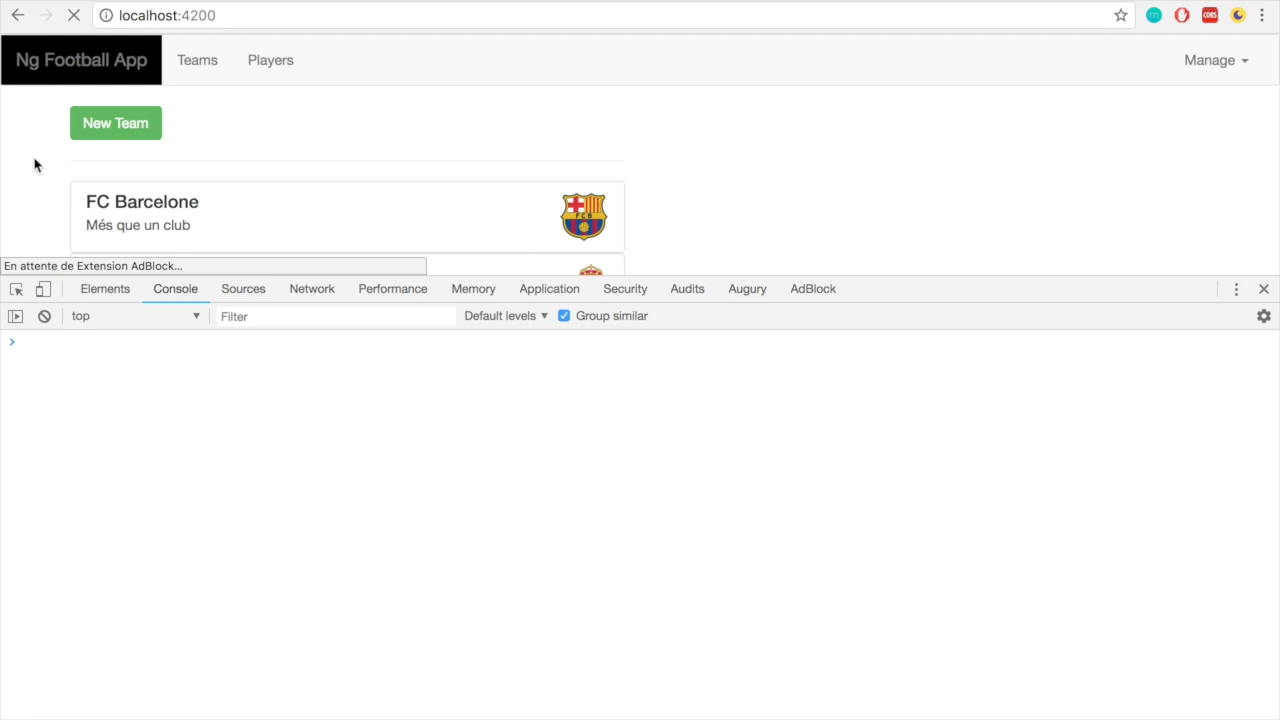 localhost:4200
CORS
Ng Football App Teams Players Manage
New Team
FC Barcelone
Més que un club
FCB
En attente de Extension AdBlock...
Elements Console Sources Network Performance Memory Application Security Audits Augury AdBlock
top Filter Default levels Group similar